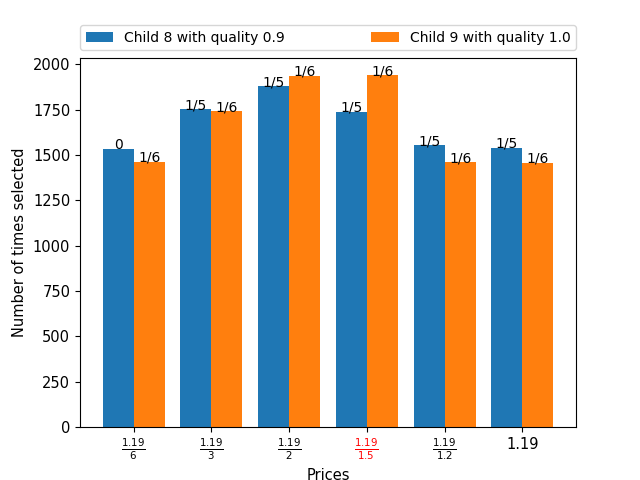 Child 8 with quality 0.9 Child 9 with quality 1.0
Number of times selected
2000
1750
1500
1250
1000
750
500
250
0
0 1/6 1/5 1/6 1/5 1/6 1/5 1/6 1/5 1/6 1/5 1/6
1.19/6 1.19/3 1.19/2 1.19/1.5 1.19/1.2 1.19
Prices